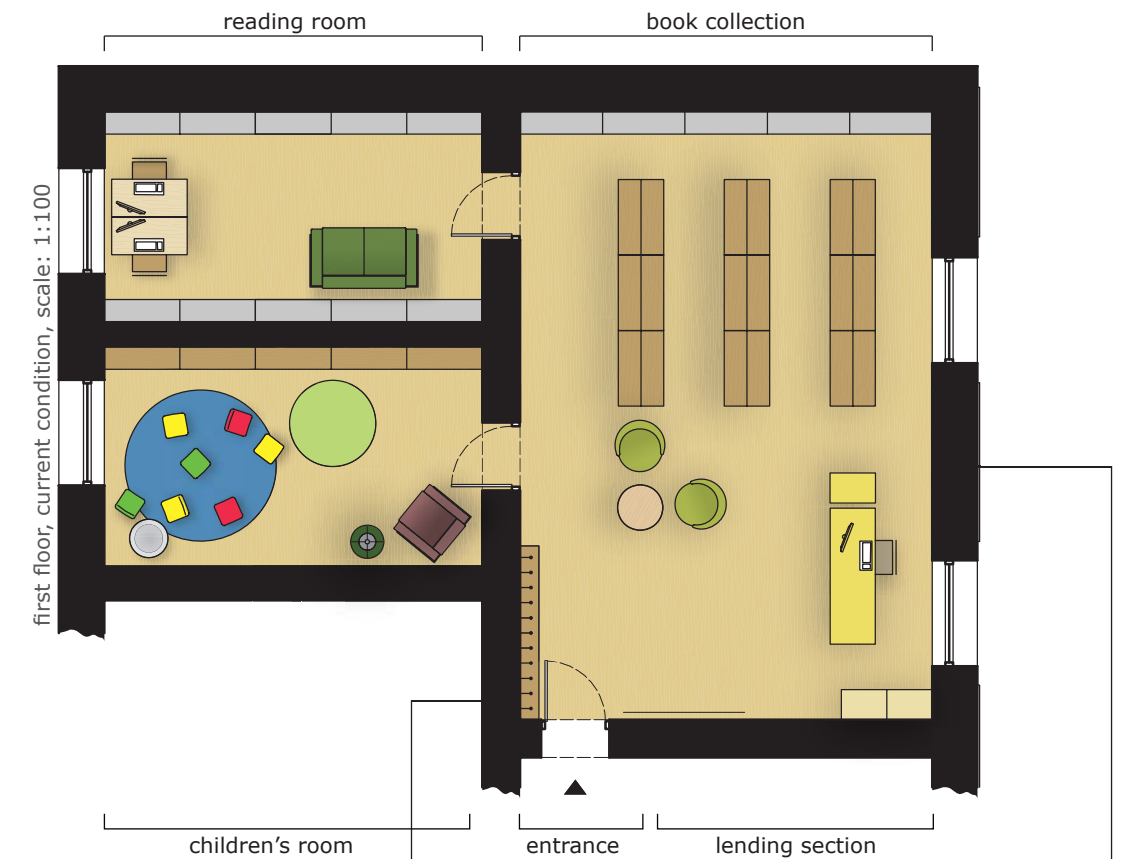 reading room
book collection
first floor, current condition, scale: 1:100
children's room
entrance
lending section